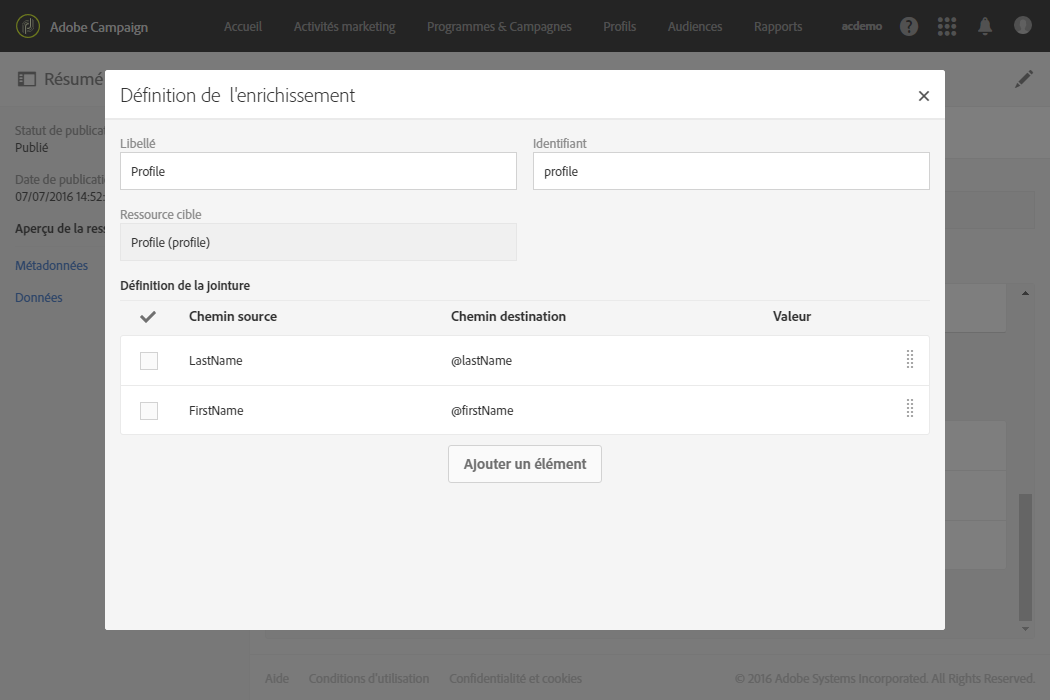 Adobe Campaign Accueil Activités marketing Programmes & Campagnes Profils Audiences Rapports acdemo ?
Résumé
Définition de l'enrichissement ×
Statut de publicat
Publié
Date de publicati
07/07/2016 14:52:
Aperçu de la res
Métadonnées
Données
Libellé Identifiant
Profile profile
Ressource cible
Profile (profile)
Définition de la jointure
Chemin source Chemin destination Valeur
LastName @lastName
FirstName @firstName
Ajouter un élément
Aide Conditions d'utilisation Confidentialité et cookies © 2016 Adobe Systems Incorporated. All Rights Reserved.